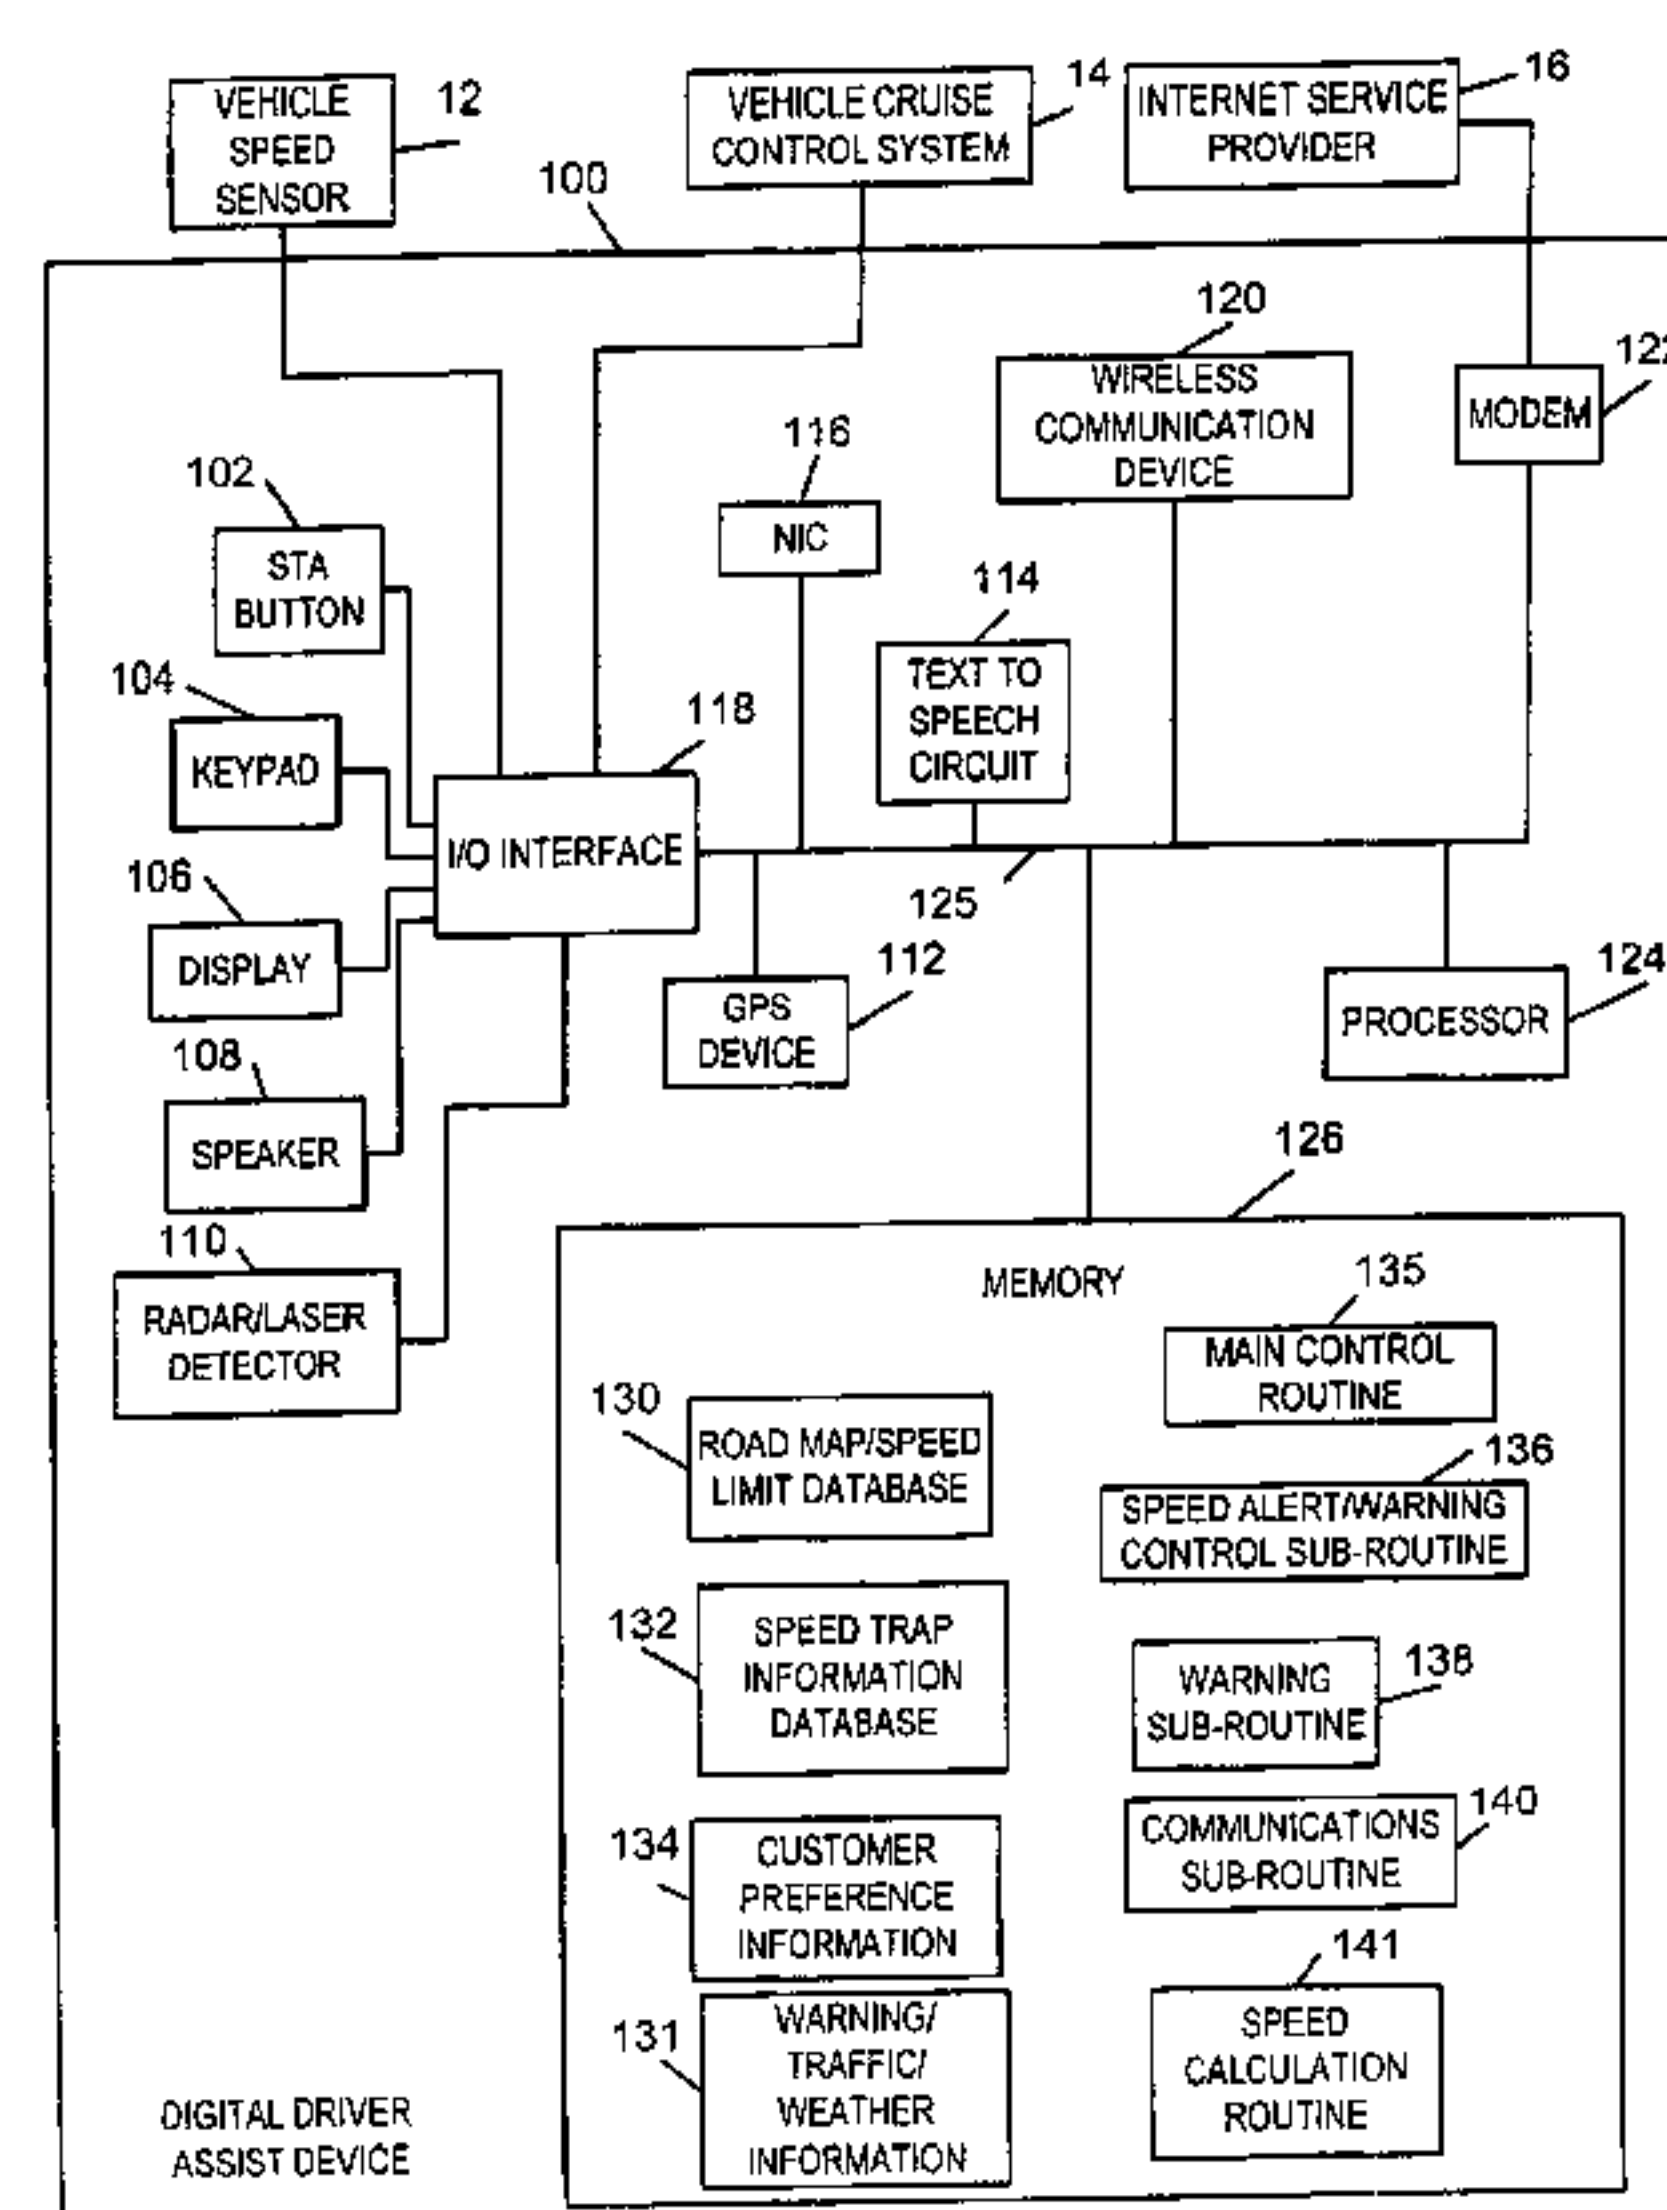 VEHICLE
SPEED
SENSOR
12
VEHICLE CRUISE
CONTROL SYSTEM
14
INTERNET SERVICE
PROVIDER
16
100
120
WIRELESS
COMMUNICATION
DEVICE
122
MODEM
116
NIC
102
STA
BUTTON
114
TEXT TO
SPEECH
CIRCUIT
104
KEYPAD
118
I/O INTERFACE
106
DISPLAY
125
112
GPS
DEVICE
124
PROCESSOR
108
SPEAKER
110
RADAR/LASER
DETECTOR
126
MEMORY
135
MAIN CONTROL
ROUTINE
130
ROAD MAP/SPEED
LIMIT DATABASE
136
SPEED ALERT/WARNING
CONTROL SUB-ROUTINE
132
SPEED TRAP
INFORMATION
DATABASE
138
WARNING
SUB-ROUTINE
134
CUSTOMER
PREFERENCE
INFORMATION
140
COMMUNICATIONS
SUB-ROUTINE
131
WARNING/
TRAFFIC/
WEATHER
INFORMATION
141
SPEED
CALCULATION
ROUTINE
DIGITAL DRIVER
ASSIST DEVICE